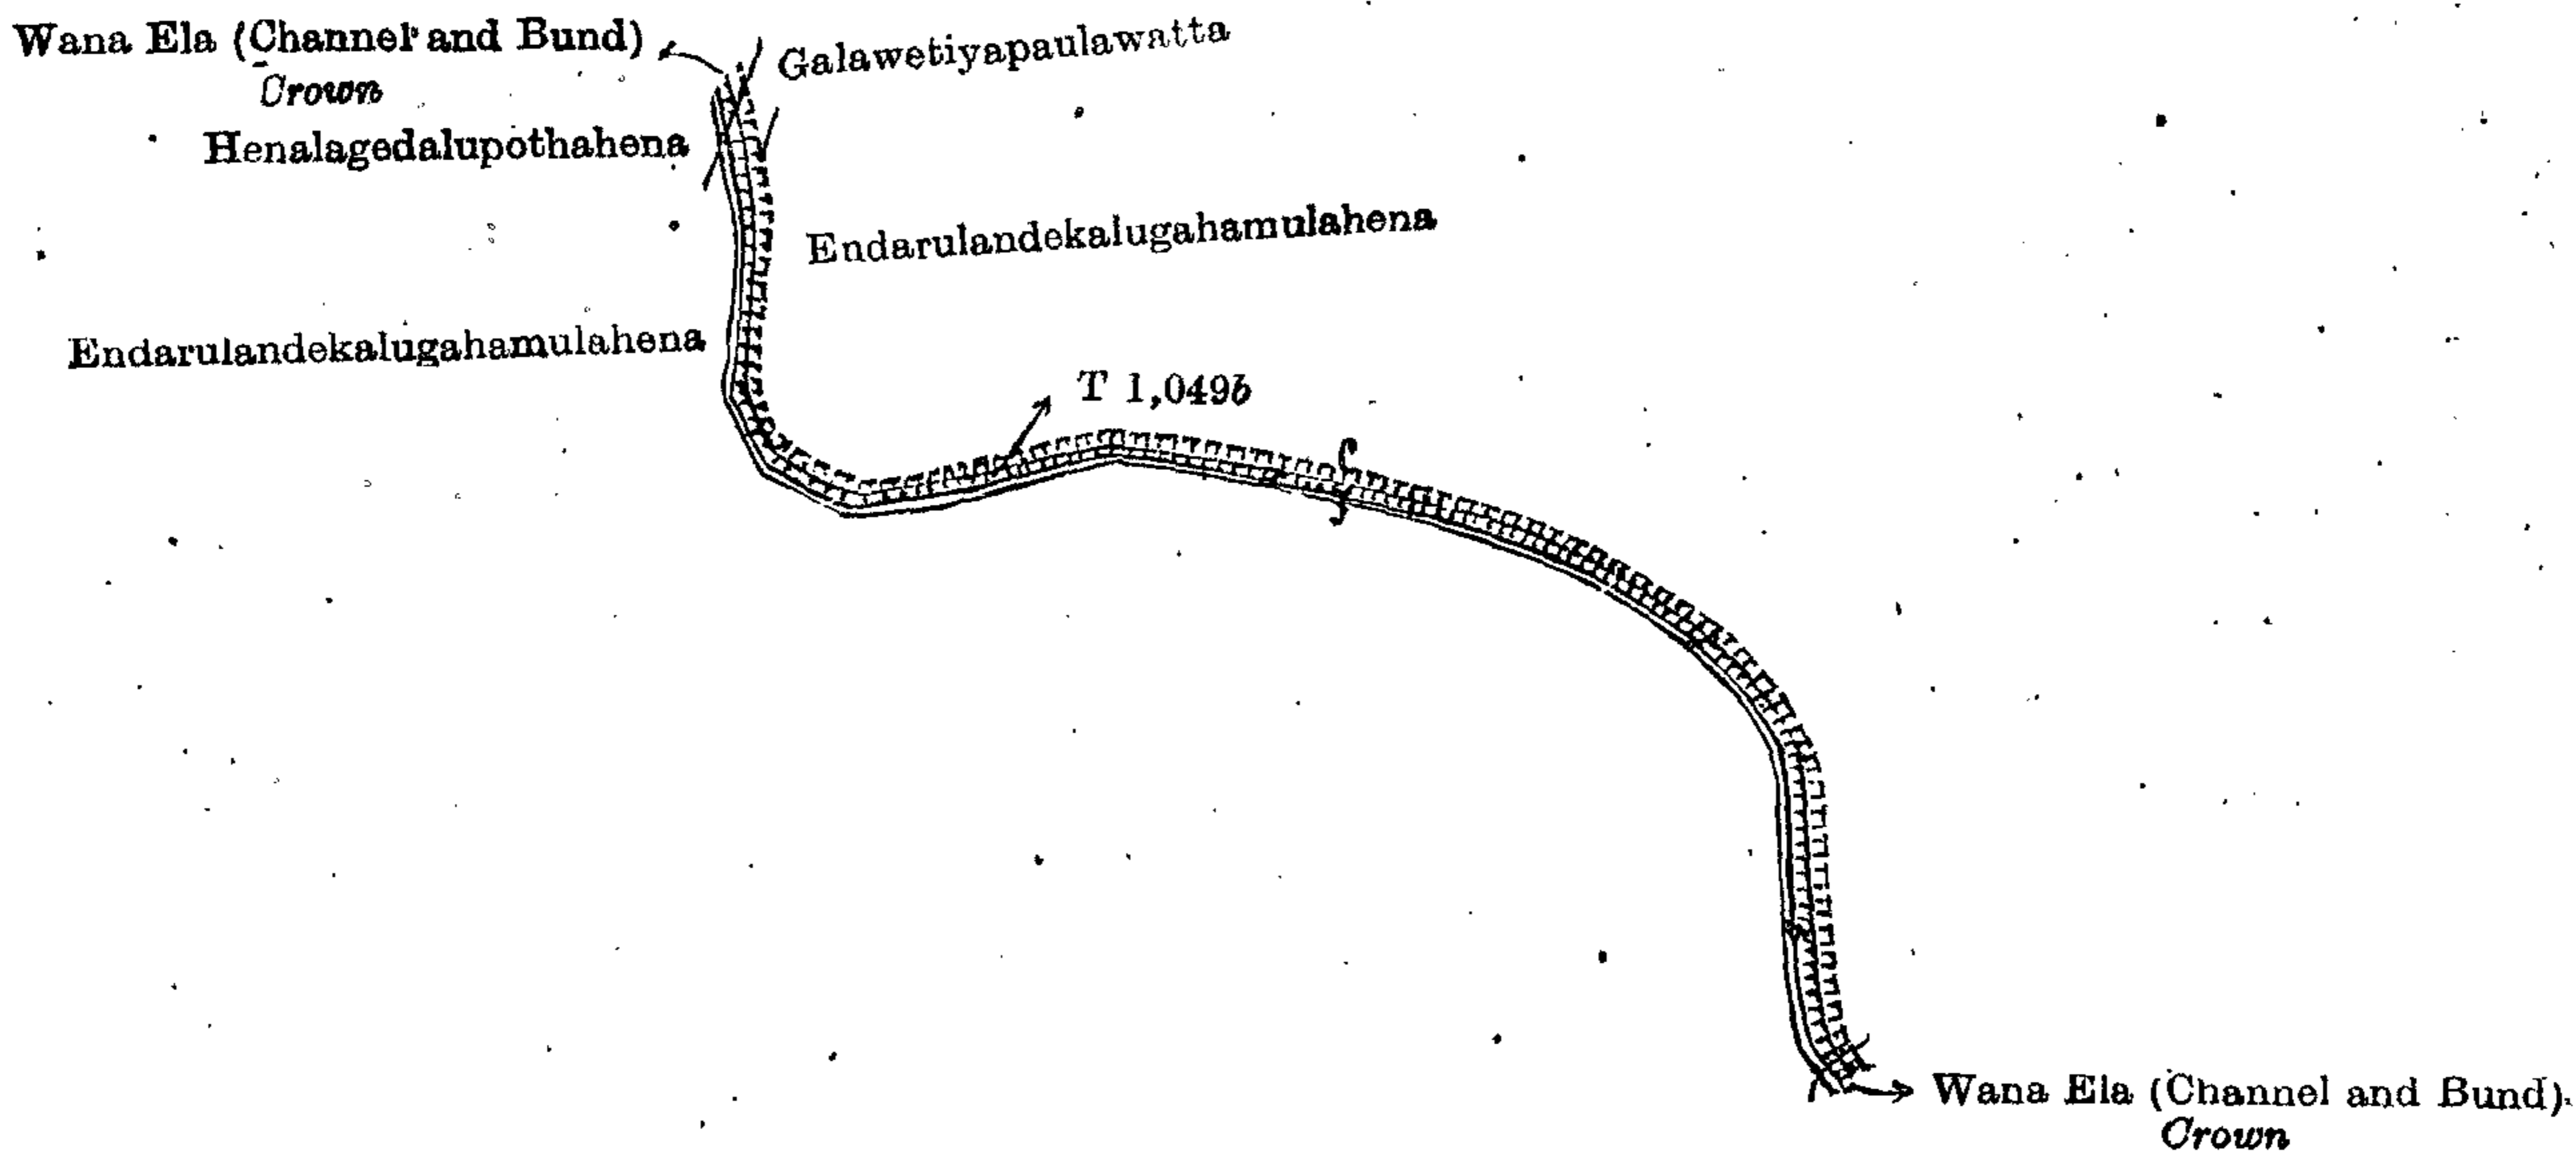 Wana Ela (Channel and Bund)
Crown
Galawetiyapaulawatta
Henalagedalupothahena
Endarulandekalugahamulahena
Endarulandekalugahamulahena
T 1,049b
Wana Ela (Channel and Bund).
Crown